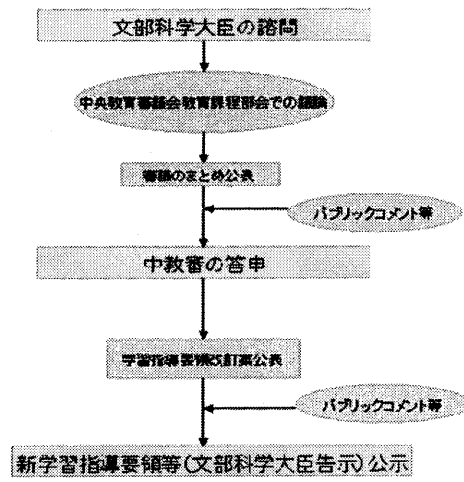 文部科学大臣の諮問
中央教育審議会教育課程部会での議論
審議のまとめ公表
パブリックコメント等
中教審の答申
学習指導要領改訂案公表
パブリックコメント等
新学習指導要領等(文部科学大臣告示)公示